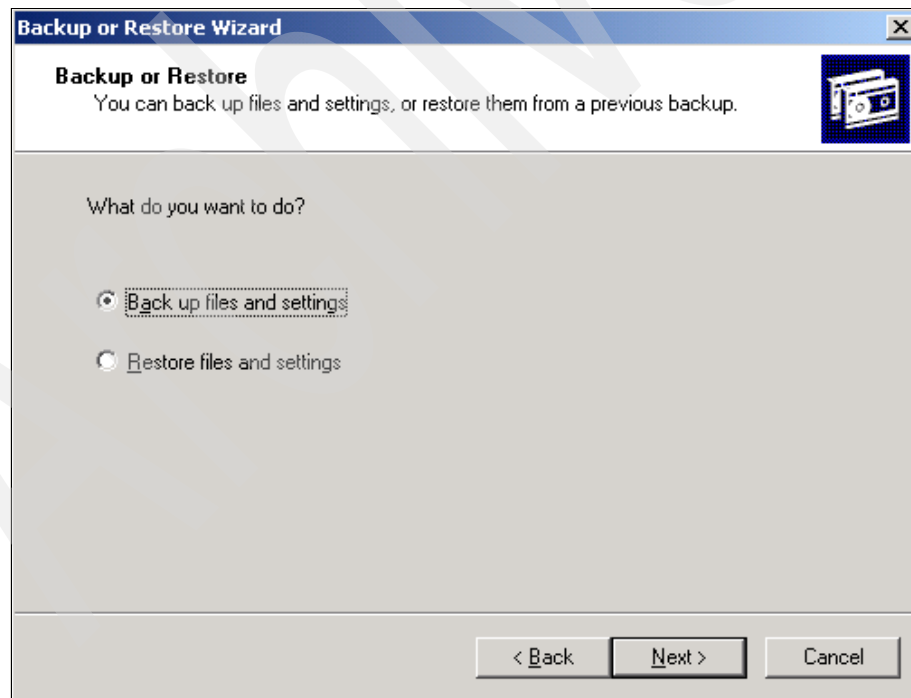 Backup or Restore Wizard
Backup or Restore
You can back up files and settings, or restore them from a previous backup.
What do you want to do?
Back up files and settings
Restore files and settings
< Back Next > Cancel